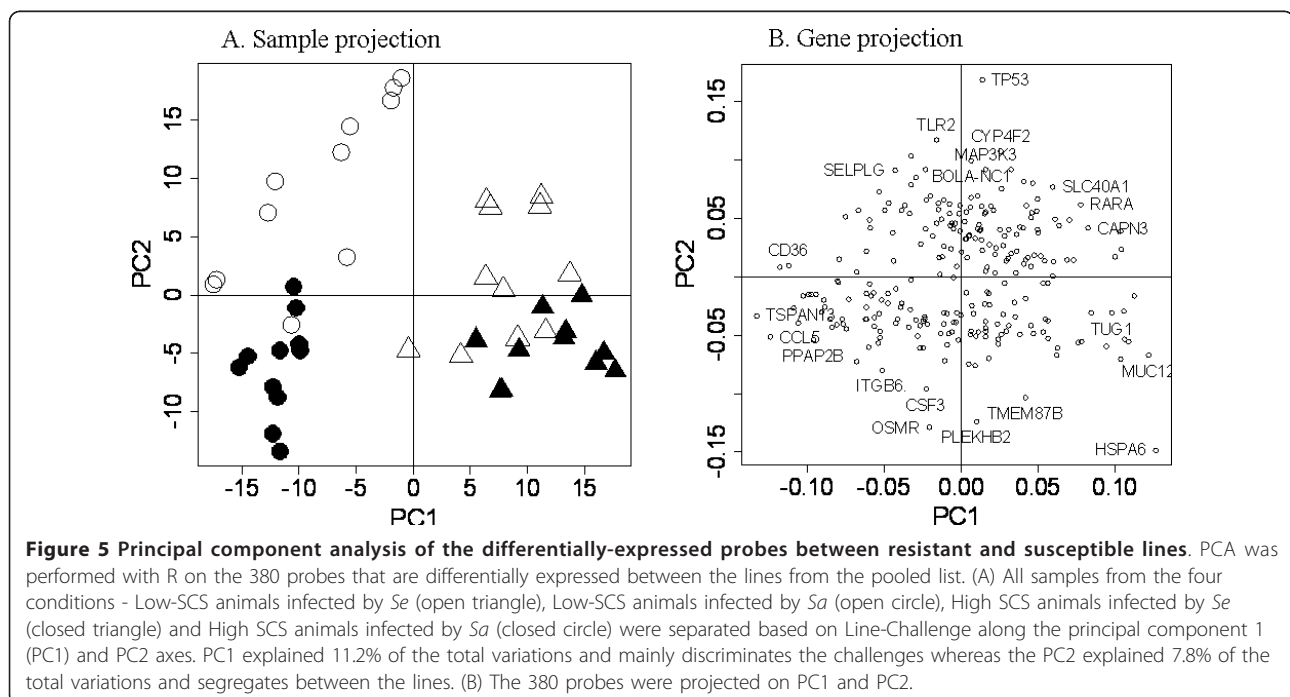 A. Sample projection
B. Gene projection
PC2
15
10
5
0
-5
-10
-15
-10
-5
0
5
10
15
PC1
PC2
0.15
0.05
-0.05
-0.15
-0.10
-0.05
0.00
0.05
0.10
PC1
TP53
TLR2
CYP4F2
MAP3K3
SELPLG
BOLA-NC1
SLC40A1
RARA
CAPN3
CD36
TSPAN13
CCL5
PPAP2B
TUG1
MUC12
ITGB6.
CSF3
TMEM87B
OSMR
PLEKHB2
HSPA6
Figure 5 Principal component analysis of the differentially-expressed probes between resistant and susceptible lines. PCA was
performed with R on the 380 probes that are differentially expressed between the lines from the pooled list. (A) All samples from the four
conditions - Low-SCS animals infected by Se (open triangle), Low-SCS animals infected by Sa (open circle), High SCS animals infected by Se
(closed triangle) and High SCS animals infected by Sa (closed circle) were separated based on Line-Challenge along the principal component 1
(PC1) and PC2 axes. PC1 explained 11.2% of the total variations and mainly discriminates the challenges whereas the PC2 explained 7.8% of the
total variations and segregates between the lines. (B) The 380 probes were projected on PC1 and PC2.